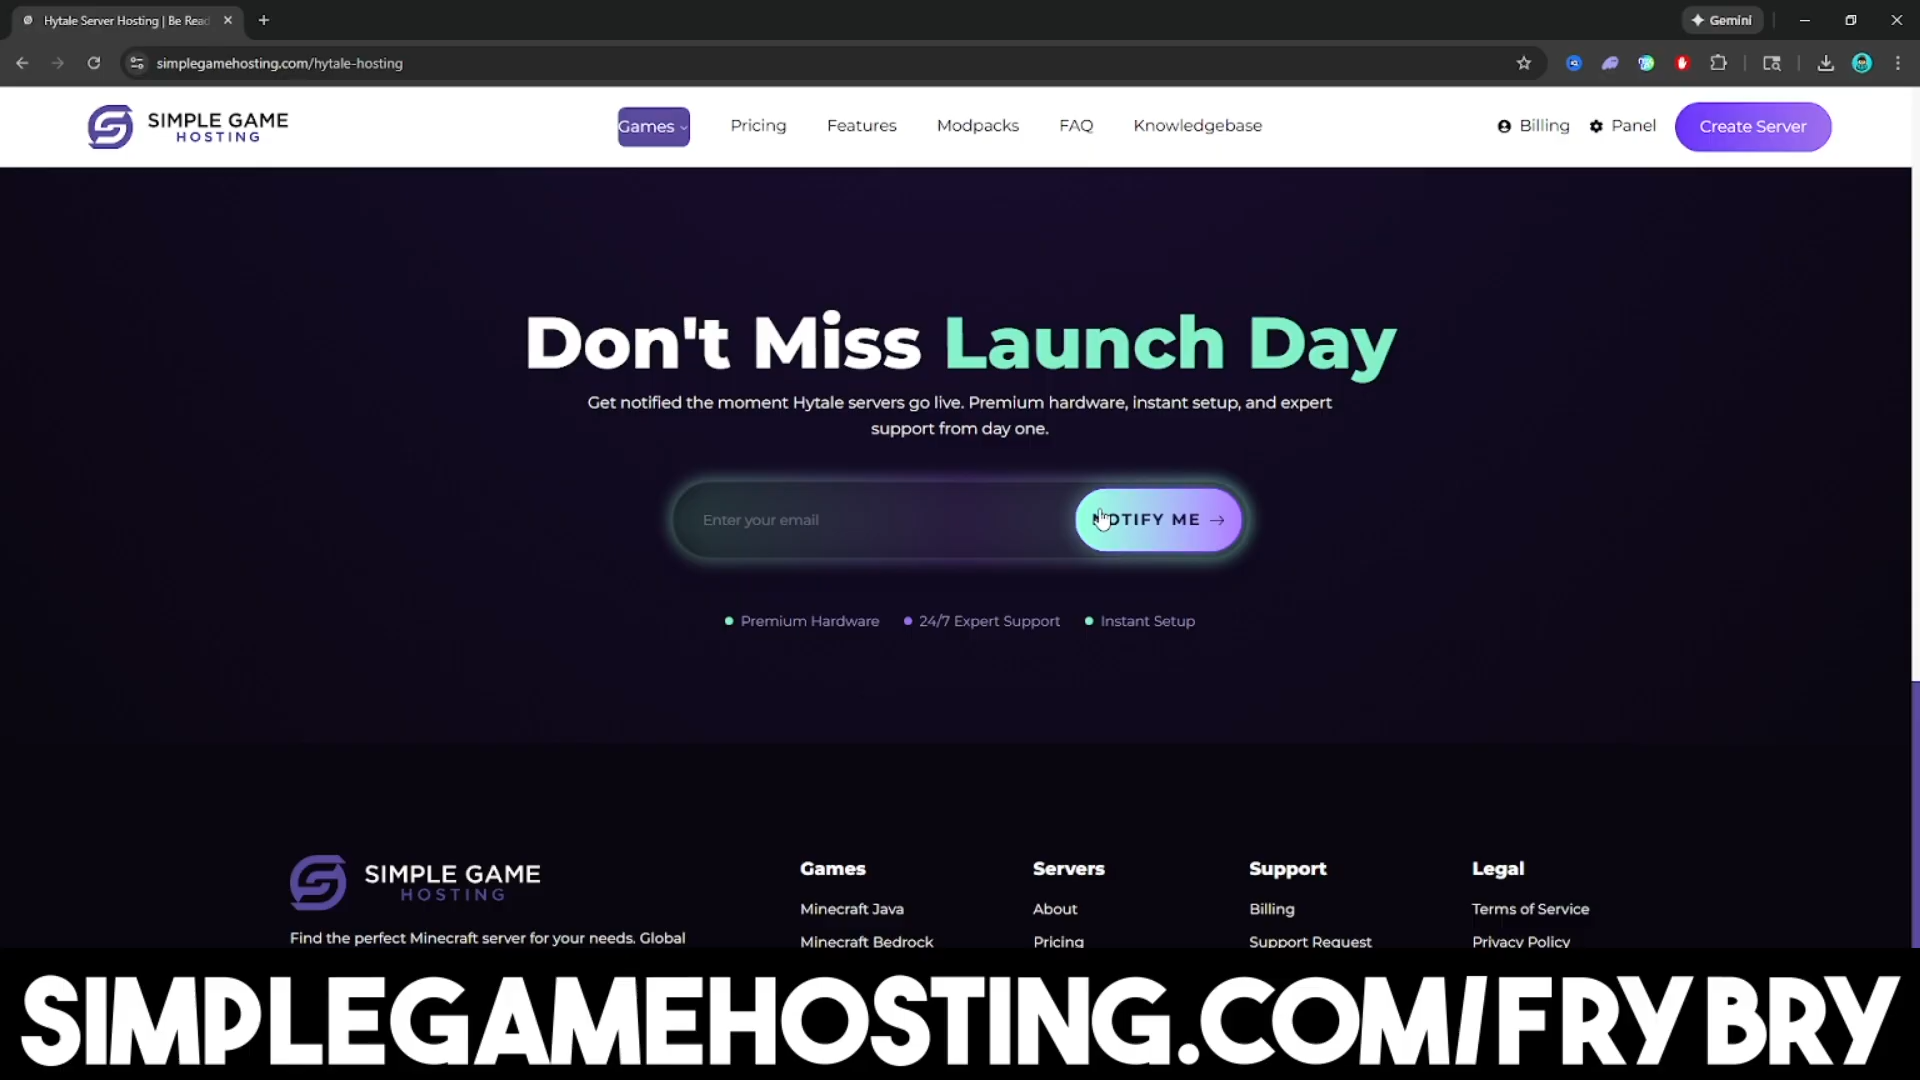 Hytale Server Hosting | Be Read
Gemini
simplegamehosting.com/hytale-hosting
SIMPLE GAME
HOSTING
Games
Pricing
Features
Modpacks
FAQ
Knowledgebase
Billing
Panel
Create Server
Don't Miss Launch Day
Get notified the moment Hytale servers go live. Premium hardware, instant setup, and expert
support from day one.
Enter your email
NOTIFY ME →
Premium Hardware
24/7 Expert Support
Instant Setup
SIMPLE GAME
HOSTING
Find the perfect Minecraft server for your needs. Global
Games
Minecraft Java
Minecraft Bedrock
Servers
About
Pricing
Support
Billing
Support Request
Legal
Terms of Service
Privacy Policy
SIMPLEGAMEHOSTING.COM/FRYBRY